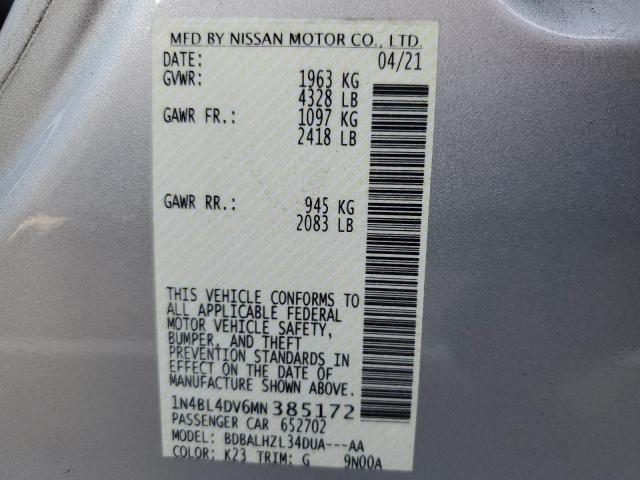 MFD BY NISSAN MOTOR CO., LTD.
DATE: 04/21
GVWR: 1963 KG
4328 LB
GAWR FR.: 1097 KG
2418 LB
GAWR RR.: 945 KG
2083 LB
THIS VEHICLE CONFORMS TO
ALL APPLICABLE FEDERAL
MOTOR VEHICLE SAFETY,
BUMPER, AND THEFT
PREVENTION STANDARDS IN
EFFECT ON THE DATE OF
MANUFACTURE SHOWN ABOVE.
1N4BL4DV6MN385172
PASSENGER CAR 652702
MODEL: BDBALHZL34DUA---AA
COLOR: K23 TRIM: G 9N00A